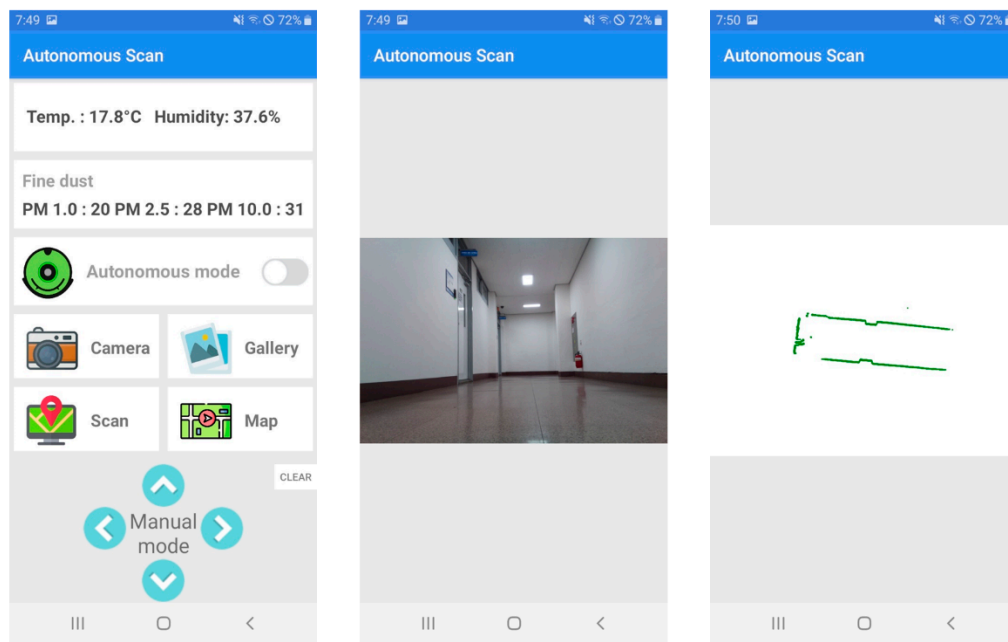 7:49 72%
Autonomous Scan
Temp. : 17.8°C Humidity: 37.6%
Fine dust
PM 1.0 : 20 PM 2.5 : 28 PM 10.0 : 31
Autonomous mode
Camera
Gallery
Scan
Map
CLEAR
Manual
mode
7:49 72%
Autonomous Scan
7:50 72%
Autonomous Scan